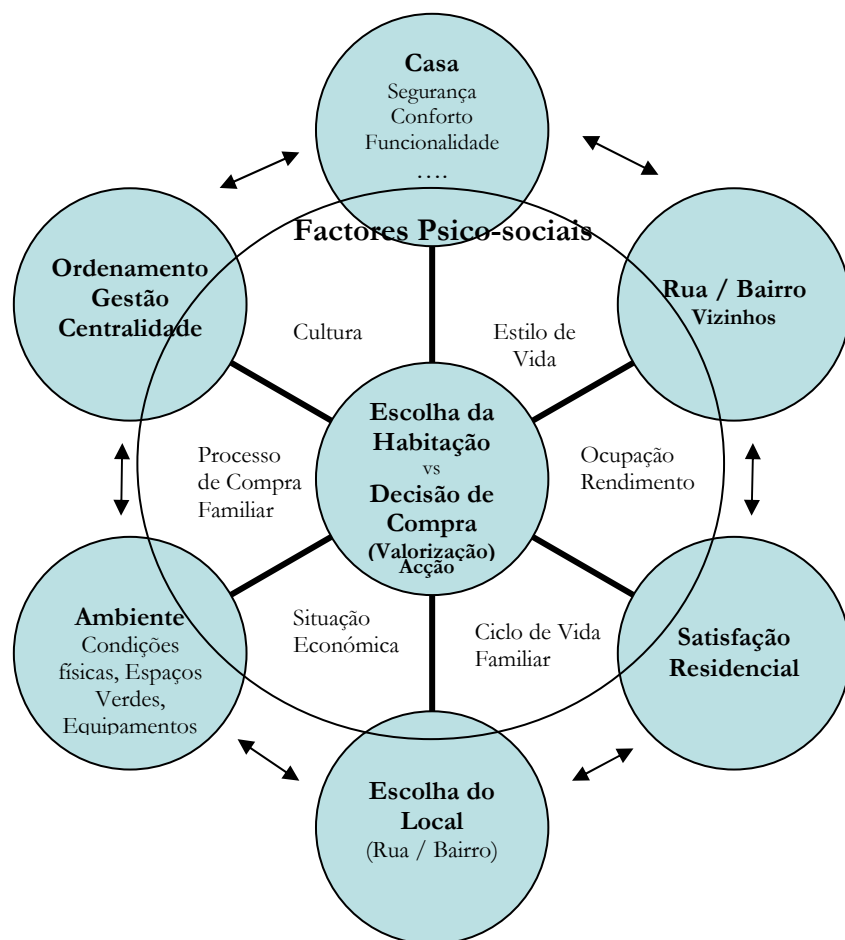 Casa
Segurança
Conforto
Funcionalidade
….
Factores Psico-sociais
Ordenamento
Gestão
Centralidade
Rua / Bairro
Vizinhos
Cultura
Estilo de
Vida
Escolha da
Habitação
vs
Decisão de
Compra
(Valorização)
Acção
Processo
de Compra
Familiar
Ocupação
Rendimento
Ambiente
Condições
físicas, Espaços
Verdes,
Equipamentos
Situação
Económica
Ciclo de Vida
Familiar
Satisfação
Residencial
Escolha do
Local
(Rua / Bairro)